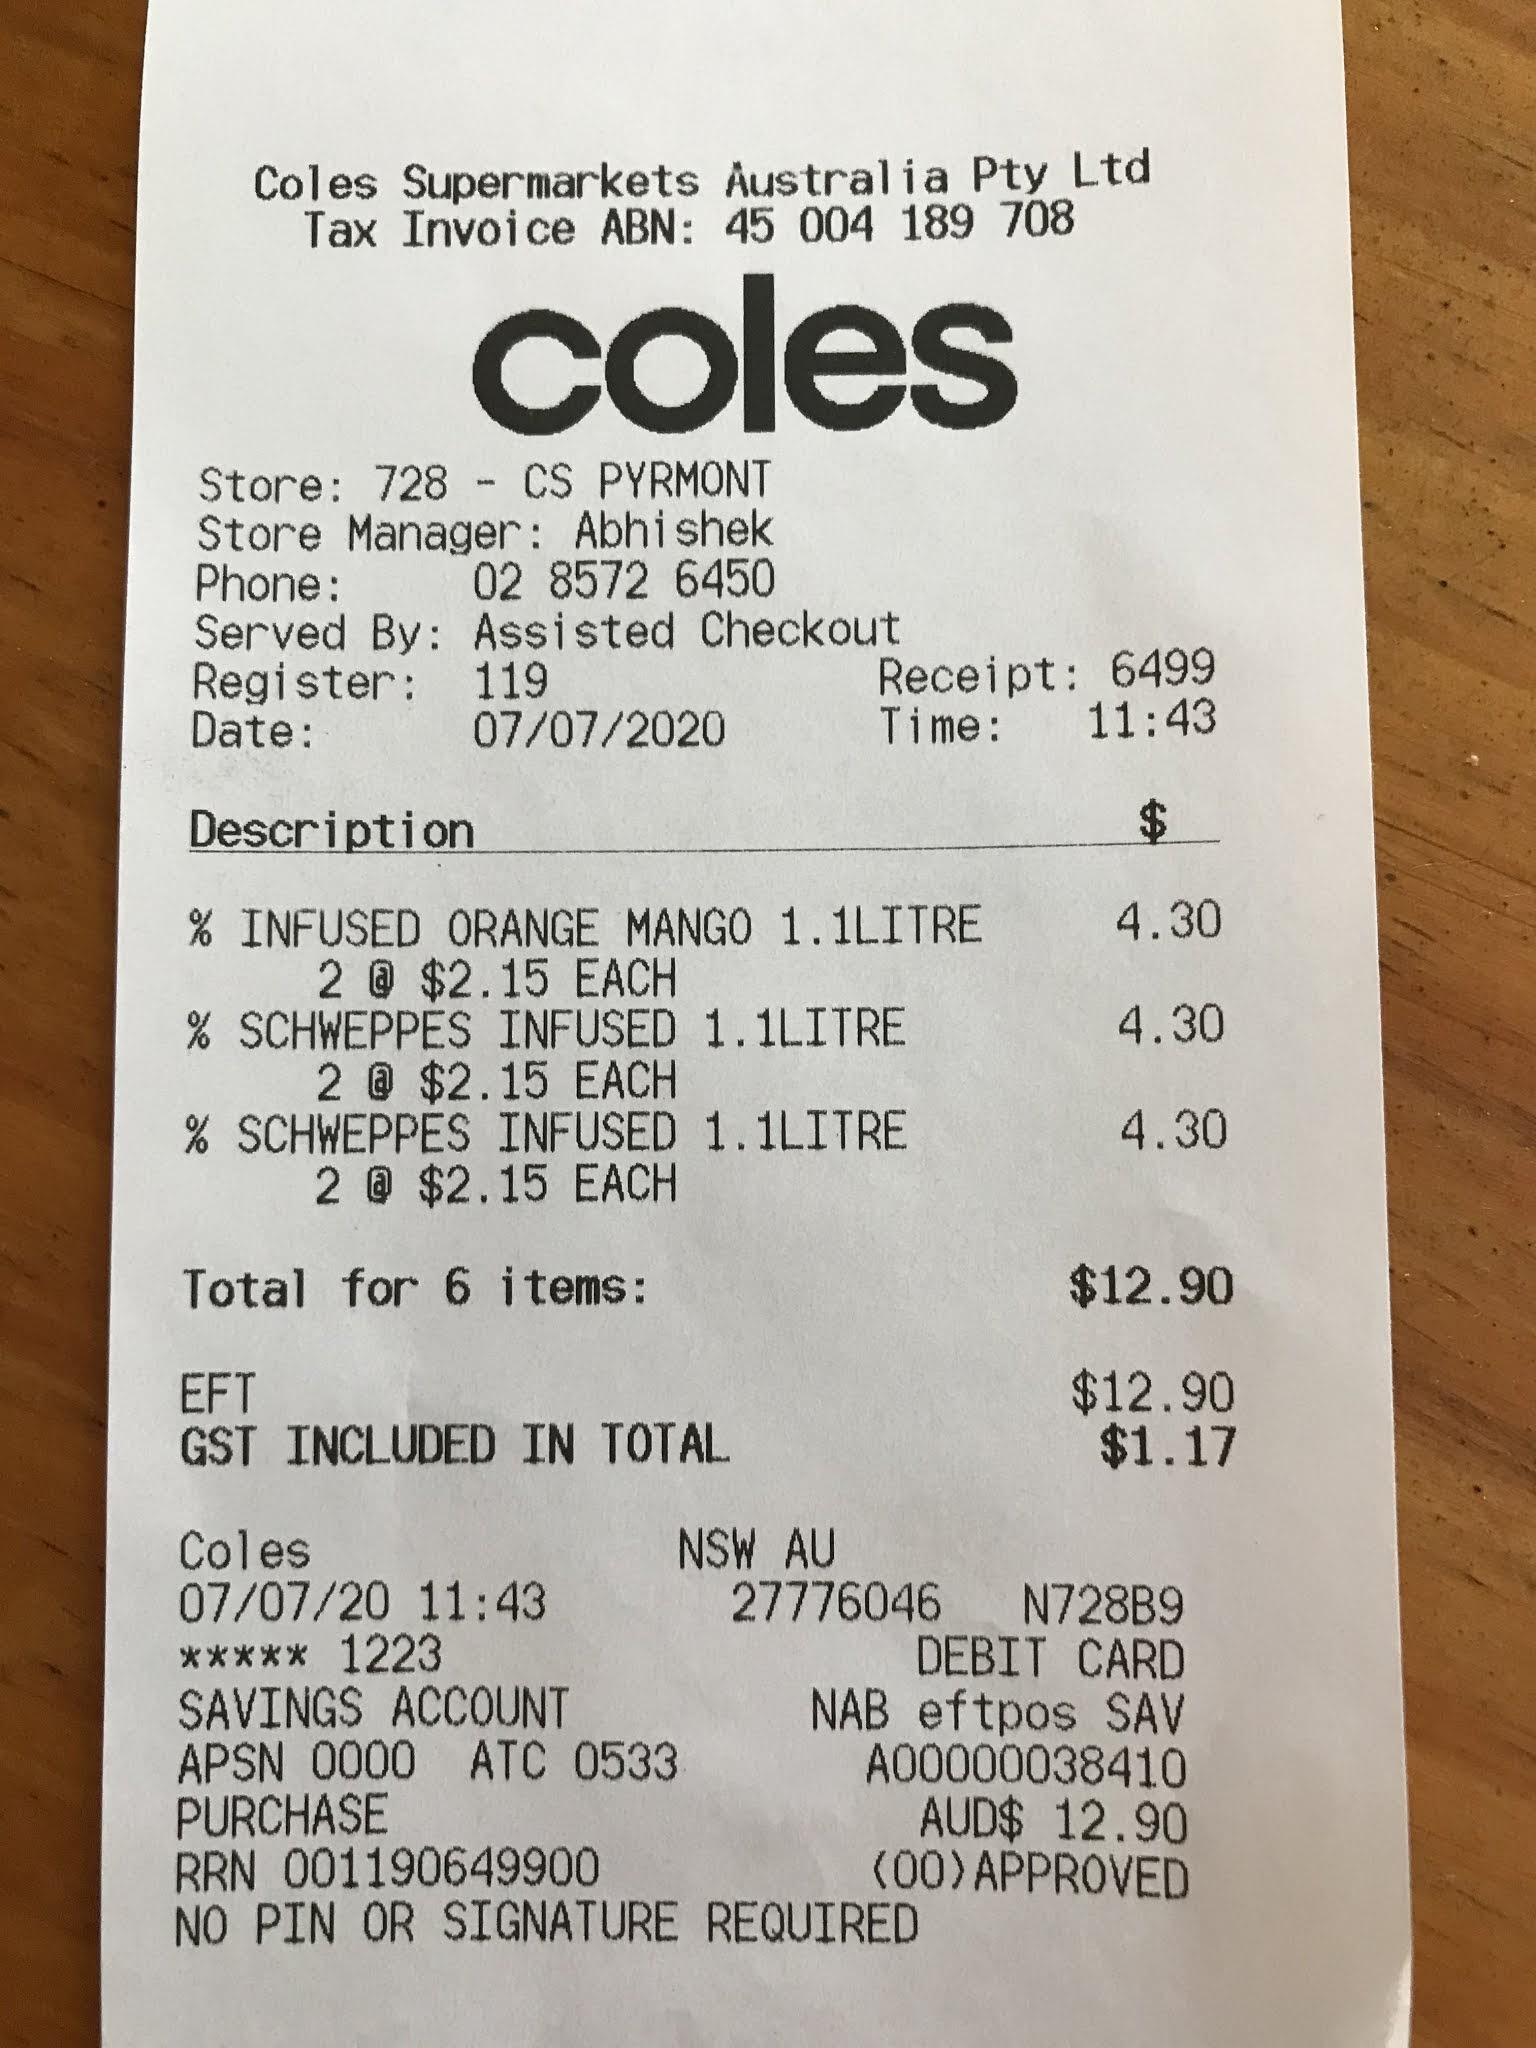 Coles Supermarkets Australia Pty Ltd
Tax Invoice ABN: 45 004 189 708
coles
Store: 728 - CS PYRMONT
Store Manager: Abhishek
Phone: 02 8572 6450
Served By: Assisted Checkout
Register: 119 Receipt: 6499
Date: 07/07/2020 Time: 11:43
Description $
% INFUSED ORANGE MANGO 1.1LITRE 4.30
2 @ $2.15 EACH
% SCHWEPPES INFUSED 1.1LITRE 4.30
2 @ $2.15 EACH
% SCHWEPPES INFUSED 1.1LITRE 4.30
2 @ $2.15 EACH
Total for 6 items: $12.90
EFT $12.90
GST INCLUDED IN TOTAL $1.17
Coles NSW AU
07/07/20 11:43 27776046 N728B9
***** 1223 DEBIT CARD
SAVINGS ACCOUNT NAB eftpos SAV
APSN 0000 ATC 0533 A00000038410
PURCHASE AUD$ 12.90
RRN 001190649900 (00)APPROVED
NO PIN OR SIGNATURE REQUIRED